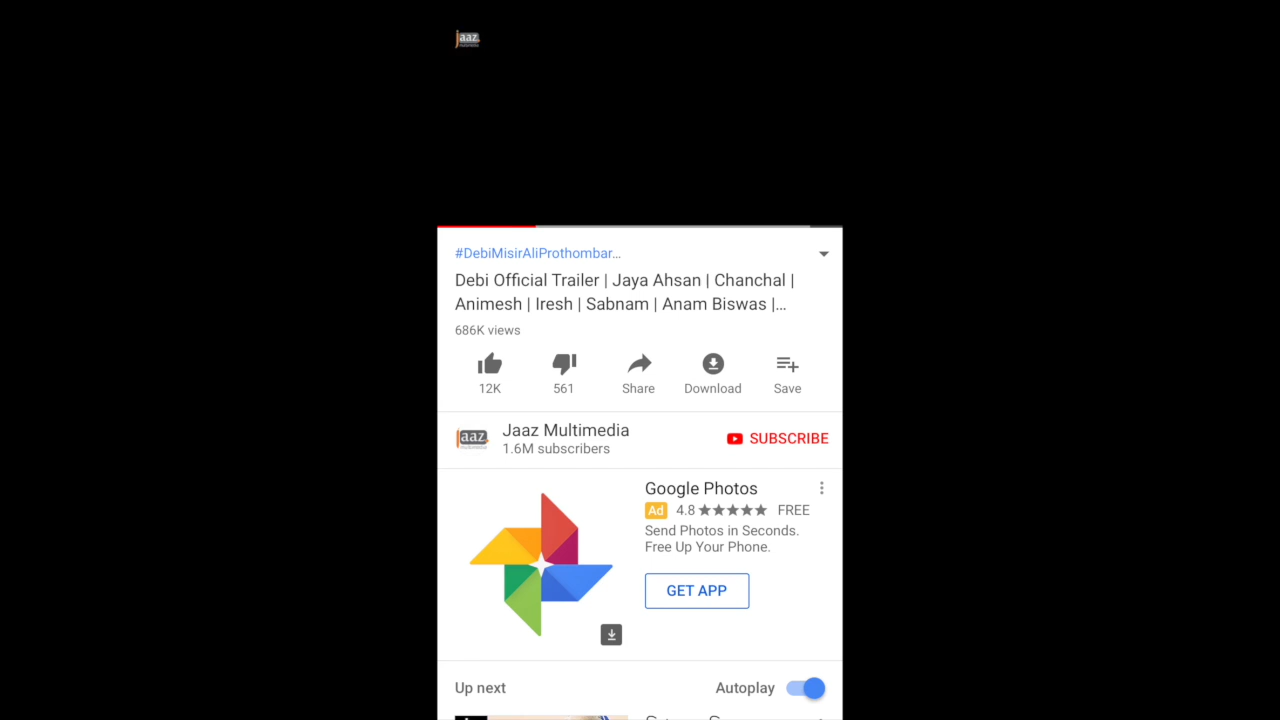 jaaz
multimedia
#DebiMisirAliProthombar...
Debi Official Trailer | Jaya Ahsan | Chanchal |
Animesh | Iresh | Sabnam | Anam Biswas |...
686K views
12K
561
Share
Download
Save
jaaz
multimedia
Jaaz Multimedia
1.6M subscribers
SUBSCRIBE
Google Photos
Ad 4.8 ★★★★★ FREE
Send Photos in Seconds.
Free Up Your Phone.
GET APP
Up next
Autoplay